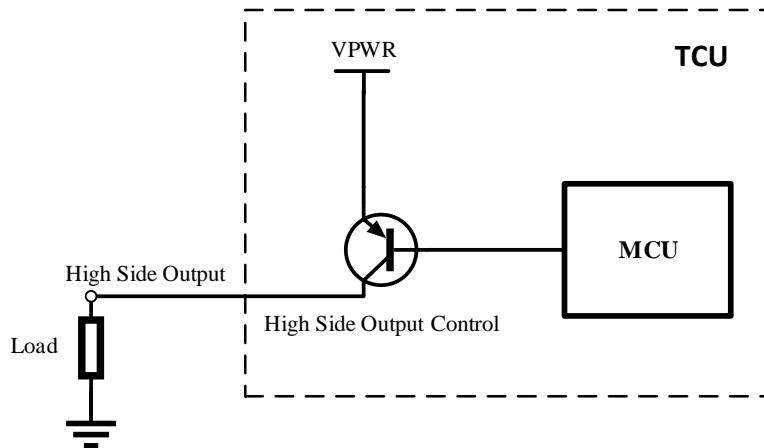 VPWR
TCU
MCU
High Side Output
High Side Output Control
Load